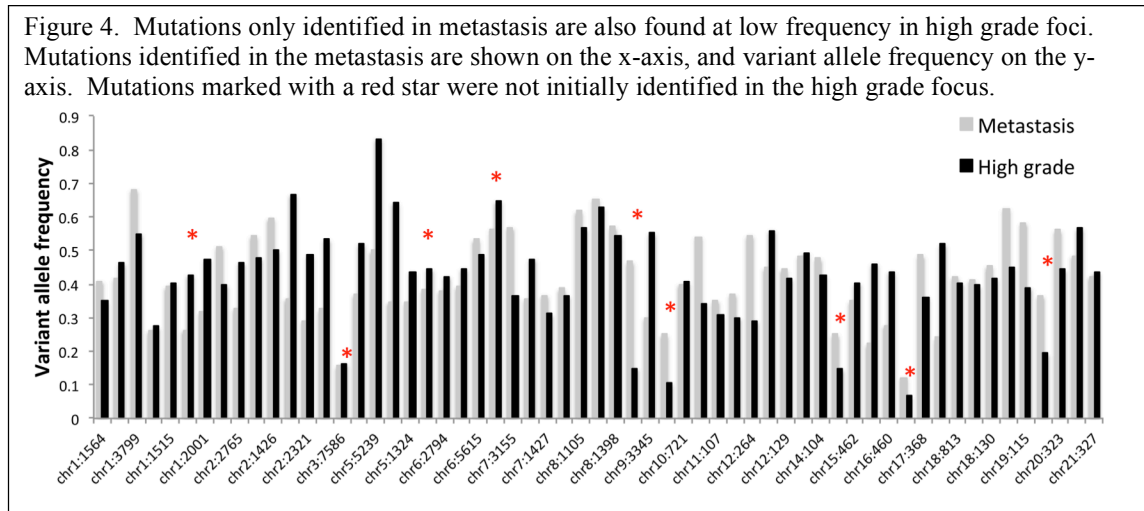 Figure 4.  Mutations only identified in metastasis are also found at low frequency in high grade foci.
Mutations identified in the metastasis are shown on the x-axis, and variant allele frequency on the y-
axis.  Mutations marked with a red star were not initially identified in the high grade focus.
Variant allele frequency
0.9
0.8
0.7
0.6
0.5
0.4
0.3
0.2
0.1
0
Metastasis
High grade
*
*
*
*
*
*
*
*
*
chr1:1564
chr1:3799
chr1:1515
chr1:2001
chr2:2765
chr2:1426
chr2:2321
chr3:7586
chr5:5239
chr5:1324
chr6:2794
chr6:5615
chr7:3155
chr7:1427
chr8:1105
chr8:1398
chr9:3345
chr10:721
chr11:107
chr12:264
chr12:129
chr14:104
chr15:462
chr16:460
chr17:368
chr18:813
chr18:130
chr19:115
chr20:323
chr21:327